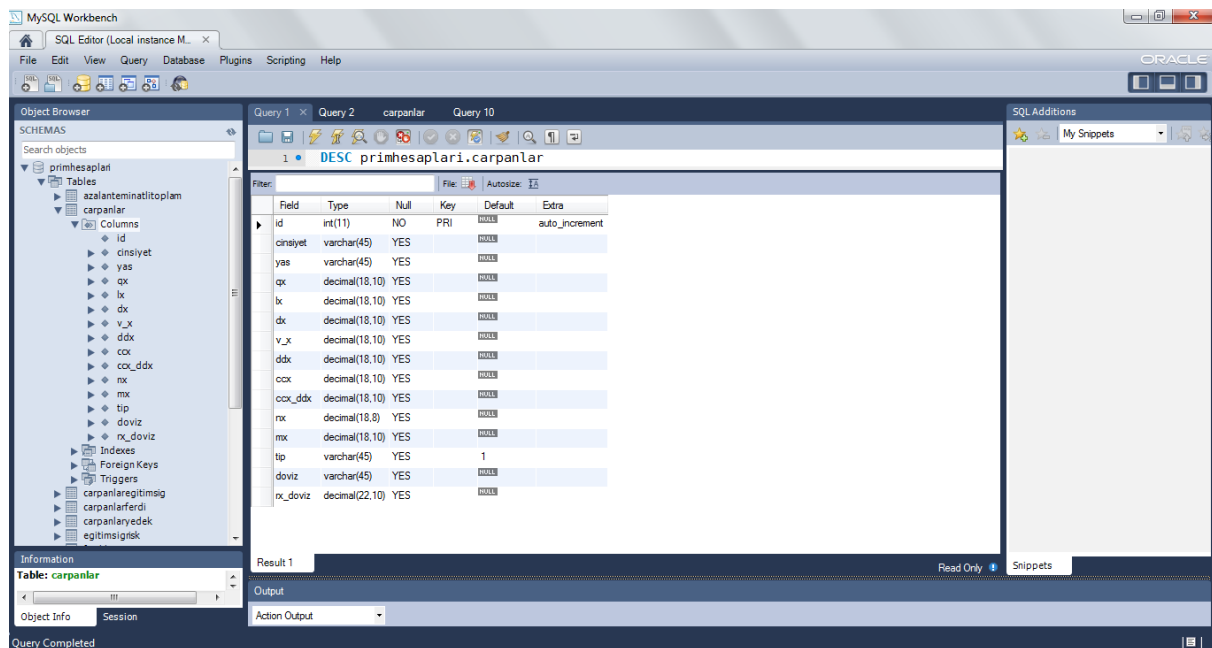 MySQL Workbench
SQL Editor (Local instance M... ×
File Edit View Query Database Plugins Scripting Help
ORACLE
Object Browser
SCHEMAS
Search objects
primhesaplari
Tables
azalanteminatlitoplam
carpanlar
Columns
id
cinsiyet
yas
qx
lx
dx
v_x
ddx
ccx
ccx_ddx
nx
mx
tip
doviz
rx_doviz
Indexes
Foreign Keys
Triggers
carpanlaregitimsig
carpanlarferdi
carpanlaryedek
egitimsigrisk
Information
Table: carpanlar
Object Info Session
Query Completed
Query 1 × Query 2 carpanlar Query 10
1 DESC primhesaplari.carpanlar
Filter: File: Autosize:
Field Type Null Key Default Extra
id int(11) NO PRI NULL auto_increment
cinsiyet varchar(45) YES NULL
yas varchar(45) YES NULL
qx decimal(18,10) YES NULL
lx decimal(18,10) YES NULL
dx decimal(18,10) YES NULL
v_x decimal(18,10) YES NULL
ddx decimal(18,10) YES NULL
ccx decimal(18,10) YES NULL
ccx_ddx decimal(18,10) YES NULL
nx decimal(18,8) YES NULL
mx decimal(18,10) YES NULL
tip varchar(45) YES 1
doviz varchar(45) YES NULL
rx_doviz decimal(22,10) YES NULL
Result 1
Read Only
Output
Action Output
SQL Additions
My Snippets
Snippets